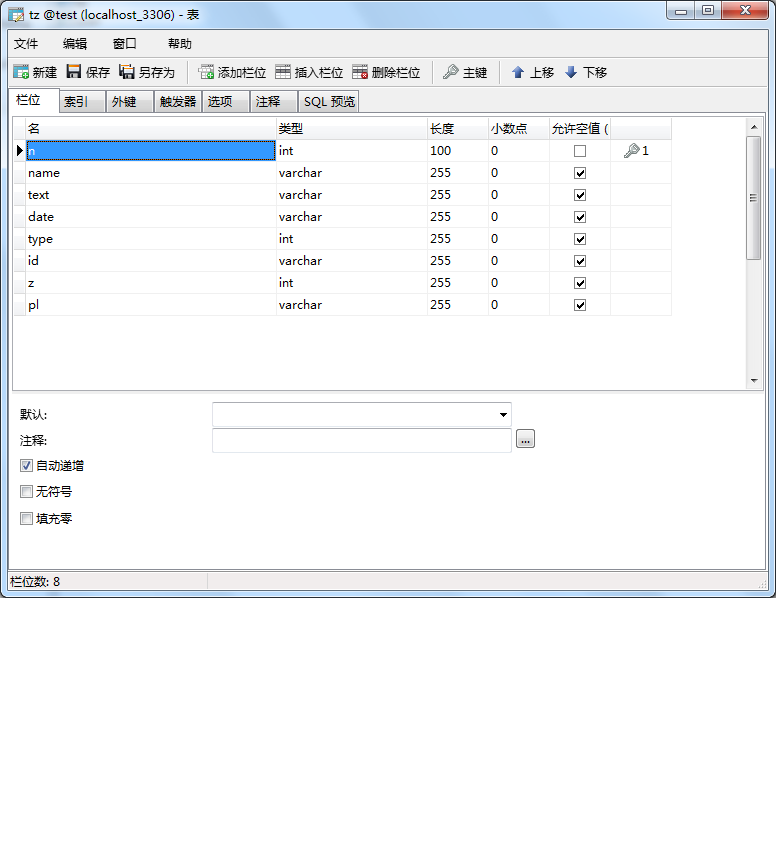 tz @test (localhost_3306) - 表
文件 编辑 窗口 帮助
新建 保存 另存为 添加栏位 插入栏位 删除栏位 主键 上移 下移
栏位 索引 外键 触发器 选项 注释 SQL 预览
名 类型 长度 小数点 允许空值 (
n int 100 0 1
name varchar 255 0
text varchar 255 0
date varchar 255 0
type int 255 0
id varchar 255 0
z int 255 0
pl varchar 255 0
默认:
注释: ...
自动递增
无符号
填充零
栏位数: 8